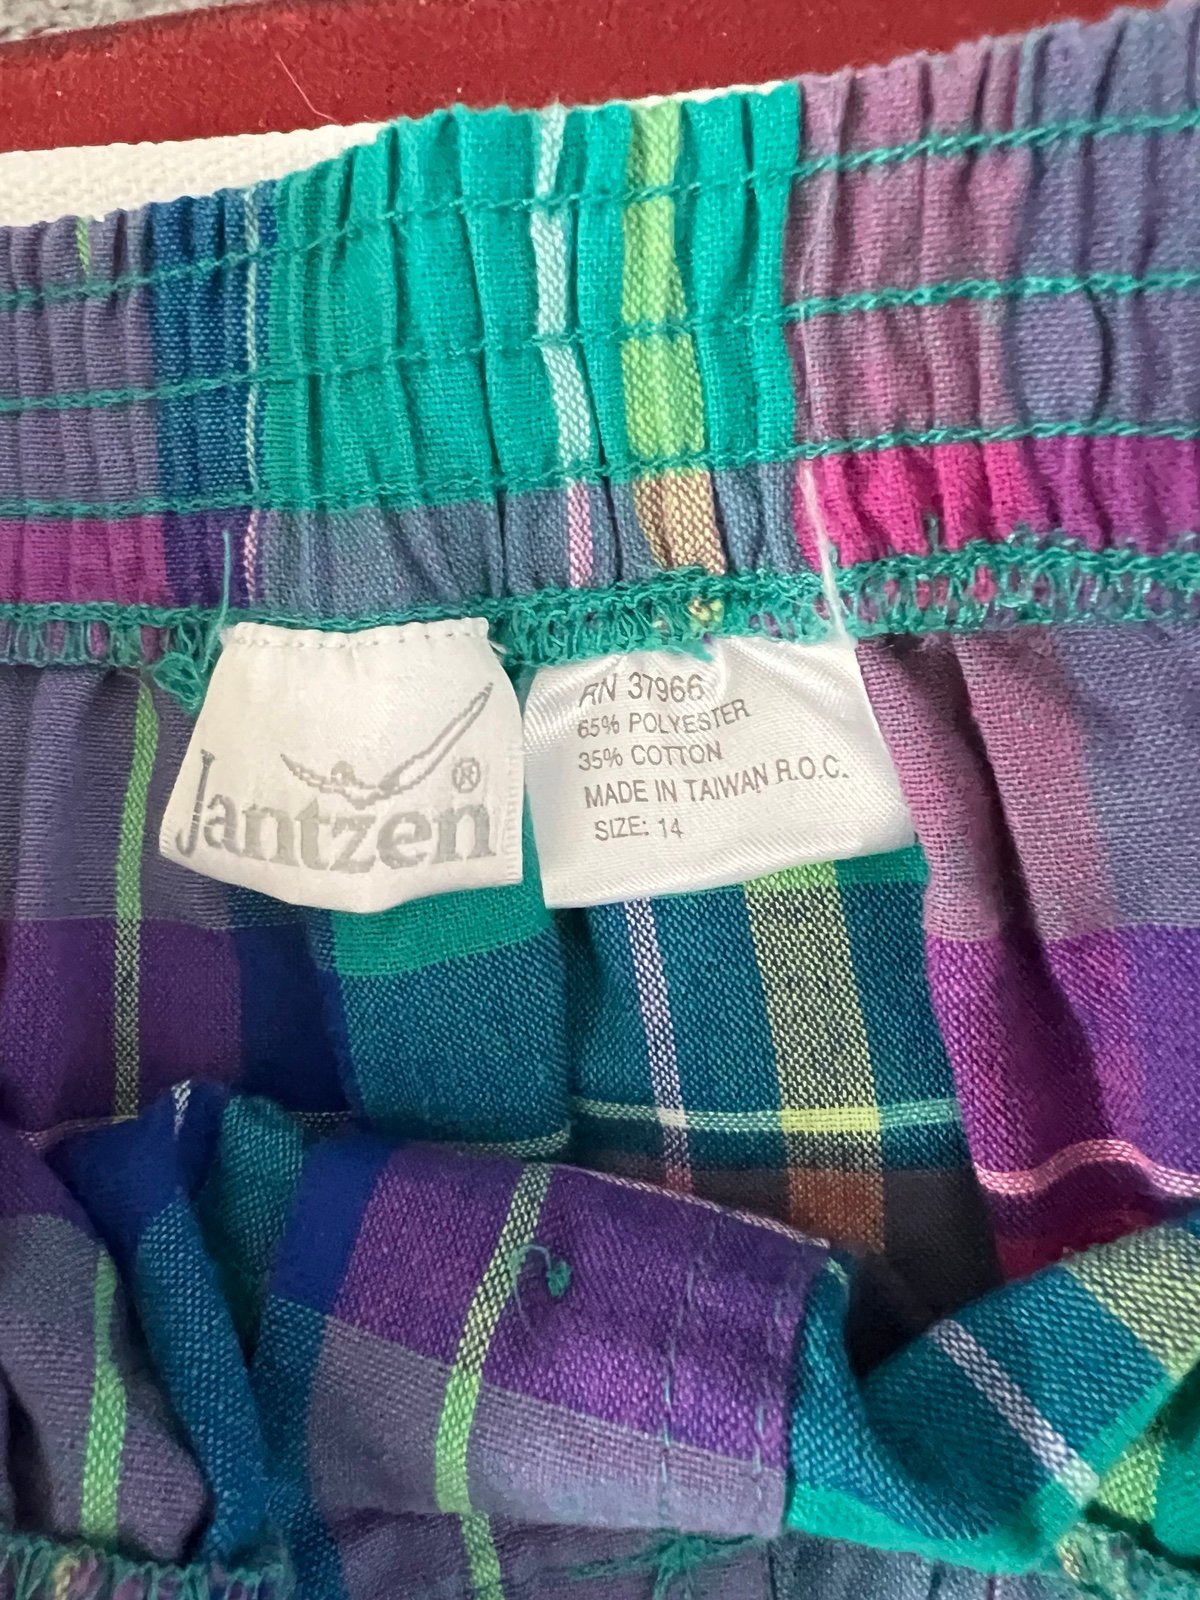 Jantzen®
RN 37966
65% POLYESTER
35% COTTON
MADE IN TAIWAN R.O.C.
SIZE: 14